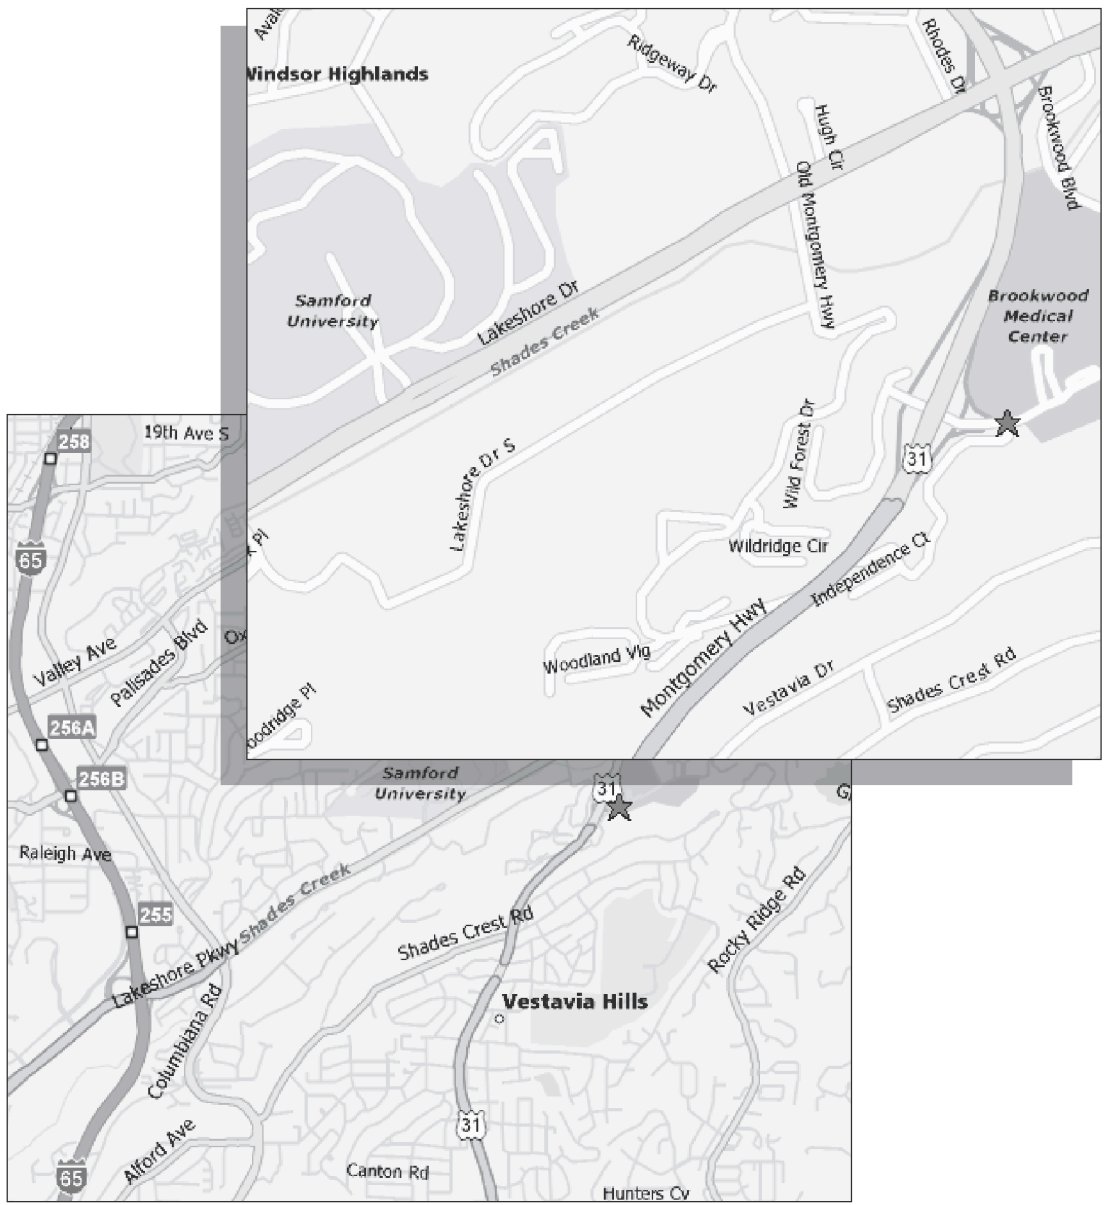 Windsor Highlands
Ridgeway Dr
Rhodes Dr
Hugh Cir
Brookwood Blvd
Old Montgomery Hwy
Samford
University
Lakeshore Dr
Shades Creek
Brookwood
Medical
Center
Lakeshore Dr S
Wild Forest Dr
31
Wildridge Cir
Independence Ct
Woodland Vlg
Montgomery Hwy
Vestavia Dr
Shades Crest Rd
oodridge Pl
k Pl
258
19th Ave S
65
Valley Ave
Palisades Blvd
Ox
256A
256B
Samford
University
31
Raleigh Ave
Shades Creek
255
Lakeshore Pkwy
Shades Crest Rd
Rocky Ridge Rd
Columbiana Rd
Vestavia Hills
31
Alford Ave
65
Canton Rd
Hunters Cv